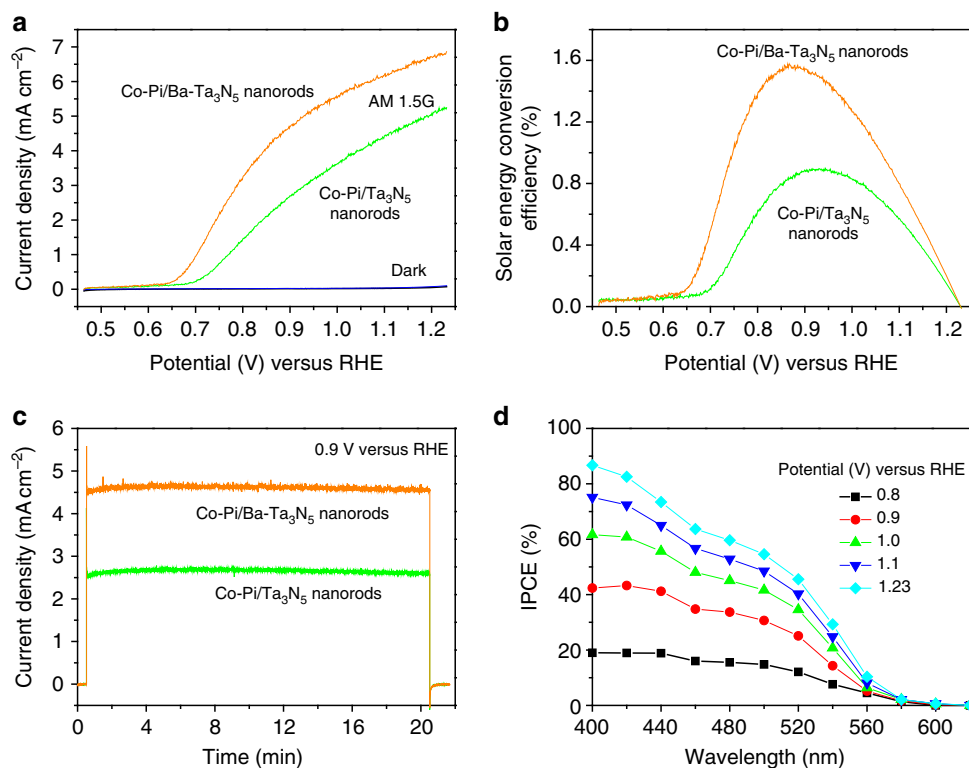 a
Current density (mA cm⁻²)
7
6
5
4
3
2
1
0
Co-Pi/Ba-Ta₃N₅ nanorods
AM 1.5G
Co-Pi/Ta₃N₅
nanorods
Dark
0.5 0.6 0.7 0.8 0.9 1.0 1.1 1.2
Potential (V) versus RHE
b
Solar energy conversion
efficiency (%)
1.6
1.2
0.8
0.4
0.0
Co-Pi/Ba-Ta₃N₅ nanorods
Co-Pi/Ta₃N₅
nanorods
0.5 0.6 0.7 0.8 0.9 1.0 1.1 1.2
Potential (V) versus RHE
c
Current density (mAcm⁻²)
6
5
4
3
2
1
0
0.9 V versus RHE
Co-Pi/Ba-Ta₃N₅ nanorods
Co-Pi/Ta₃N₅ nanorods
0 4 8 12 16 20
Time (min)
d
IPCE (%)
100
80
60
40
20
0
Potential (V) versus RHE
0.8
0.9
1.0
1.1
1.23
400 440 480 520 560 600
Wavelength (nm)